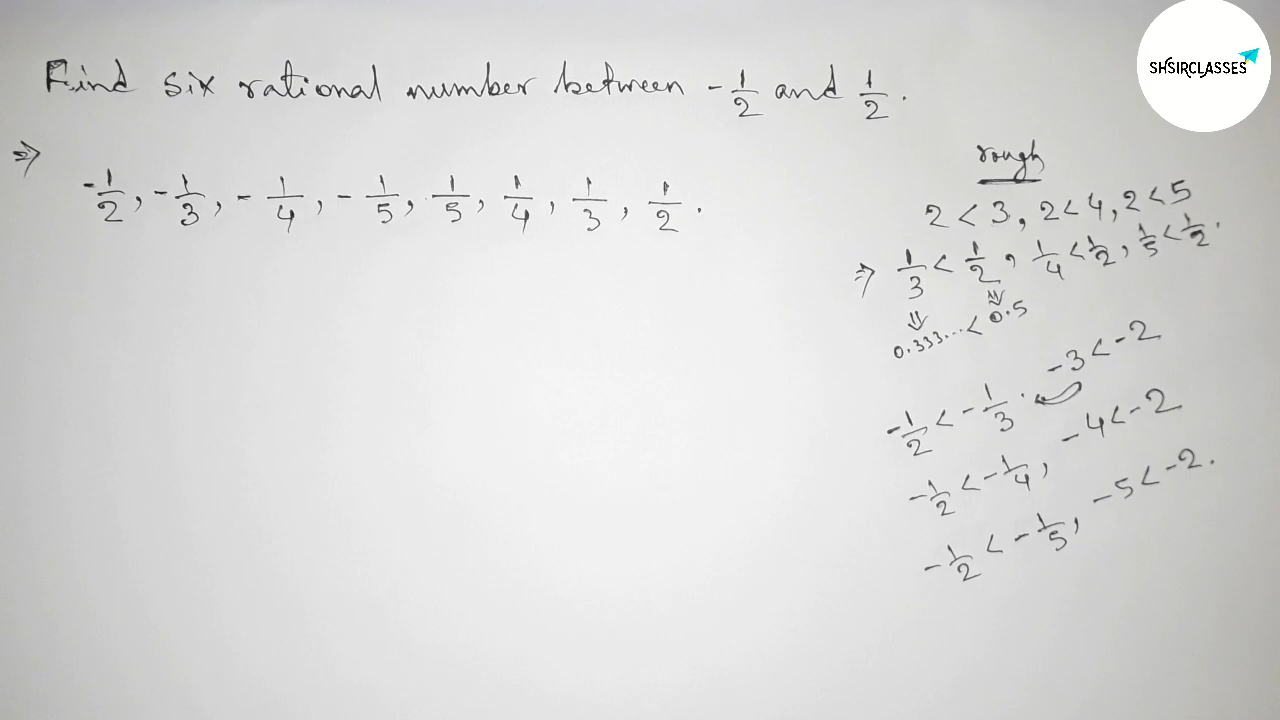 SHSIRCLASSES
Find six rational number between -1/2 and 1/2.
⇒
-1/2, -1/3, -1/4, -1/5, 1/5, 1/4, 1/3, 1/2.
rough
2 < 3, 2 < 4, 2 < 5
⇒ 1/3 < 1/2, 1/4 < 1/2, 1/5 < 1/2.
⇓ ⇓
0.333... < 0.5
-1/2 < -1/3. -3 < -2
-1/2 < -1/4, -4 < -2
-1/2 < -1/5, -5 < -2.